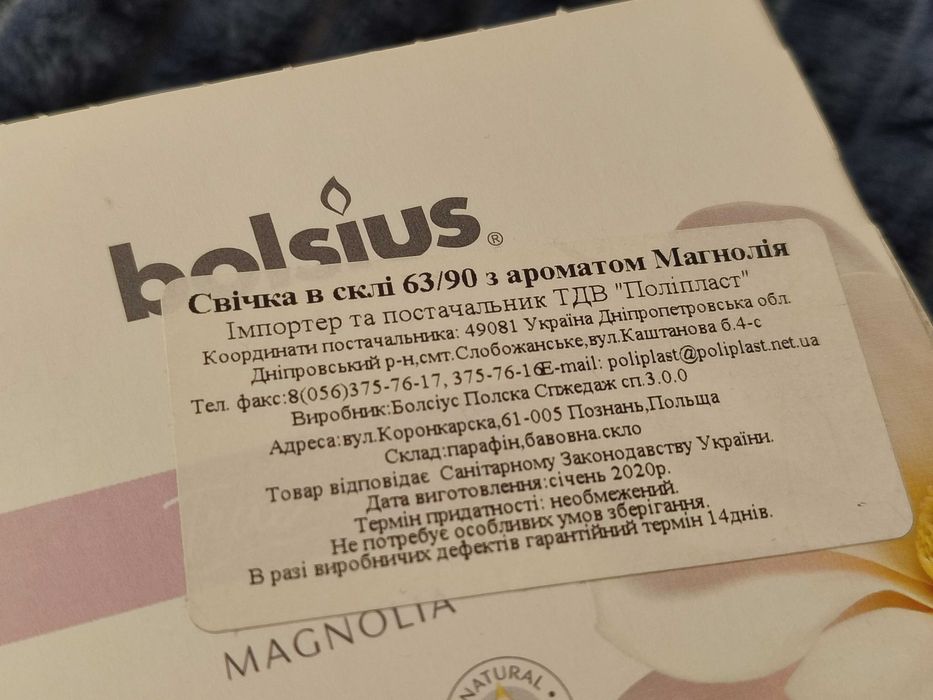 bolsius®
Свічка в склі 63/90 з ароматом Магнолія
Імпортер та постачальник ТДВ "Поліпласт"
Координати постачальника: 49081 Україна Дніпропетровська обл.
Дніпровський р-н,смт.Слобожанське,вул.Каштанова б.4-с
Тел. факс:8(056)375-76-17, 375-76-16E-mail: poliplast@poliplast.net.ua
Виробник:Болсіус Полска Спжедаж сп.З.0.0
Адреса:вул.Коронкарска,61-005 Познань,Польща
Склад:парафін,бавовна.скло
Товар відповідає Санітарному Законодавству України.
Дата виготовлення:січень 2020р.
Термін придатності: необмежений.
Не потребує особливих умов зберігання.
В разі виробничих дефектів гарантійний термін 14днів.
MAGNOLIA
NATURAL